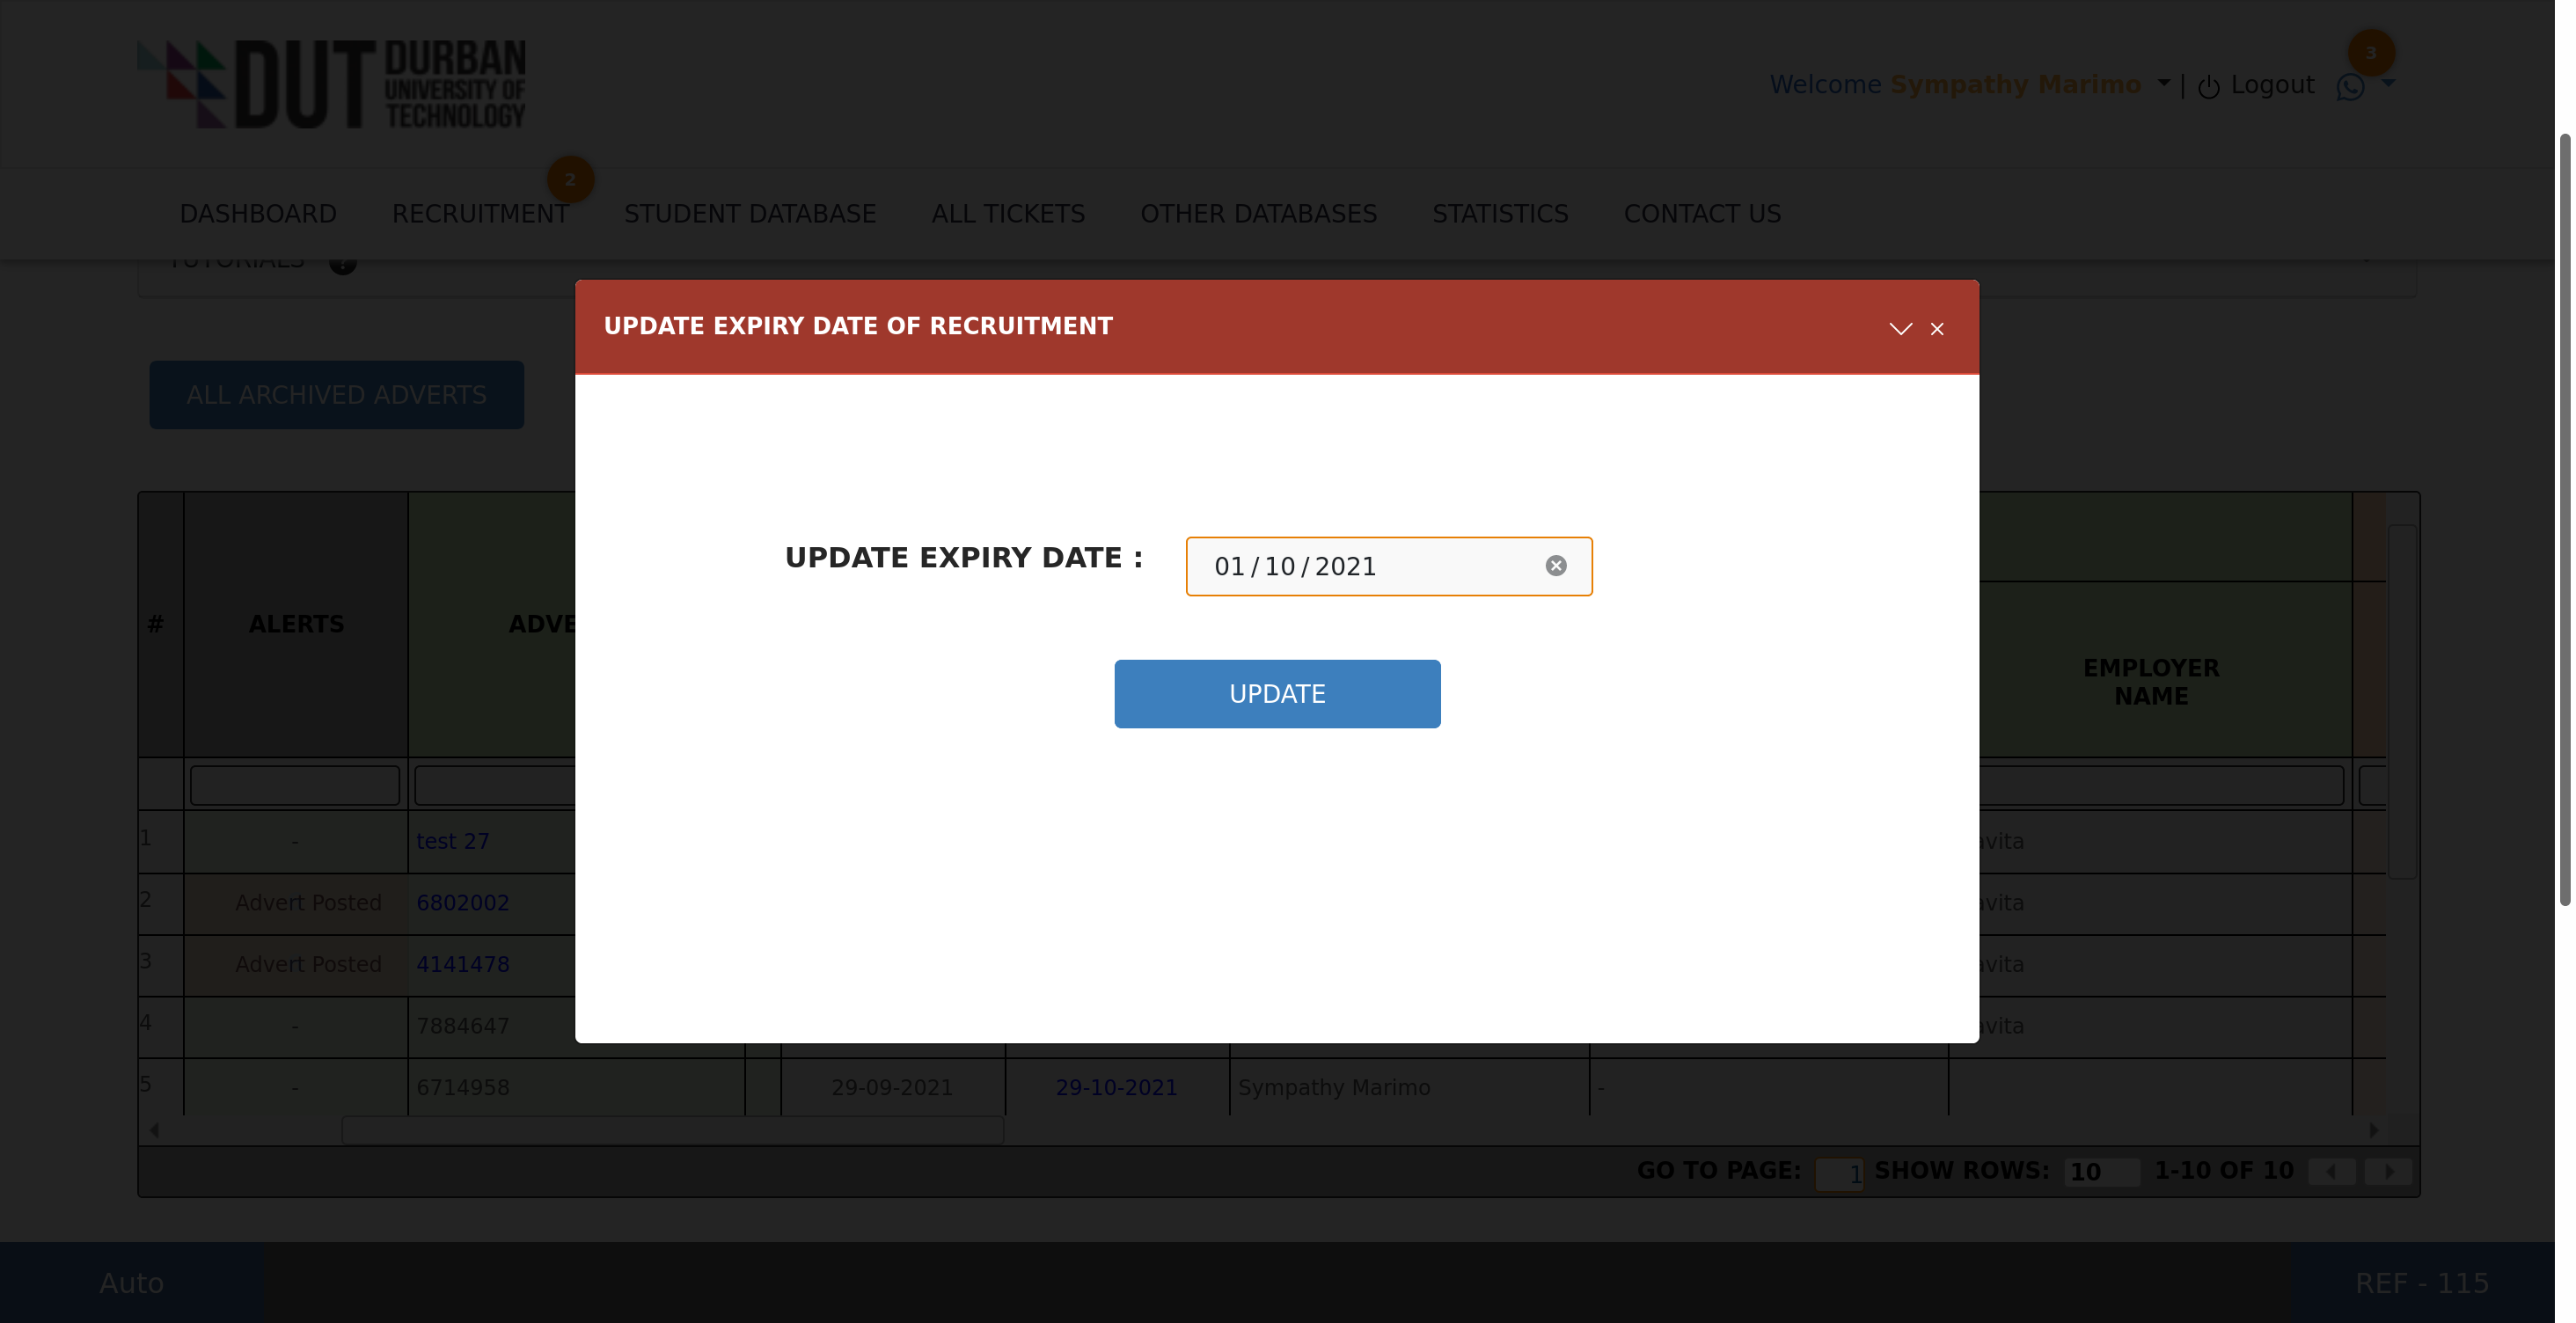 DUT DURBAN UNIVERSITY OF TECHNOLOGY
Welcome Sympathy Marimo | Logout 3
2
DASHBOARD RECRUITMENT STUDENT DATABASE ALL TICKETS OTHER DATABASES STATISTICS CONTACT US
TUTORIALS ?
UPDATE EXPIRY DATE OF RECRUITMENT
ALL ARCHIVED ADVERTS
UPDATE EXPIRY DATE : 01/10/2021
UPDATE
# ALERTS ADVE
EMPLOYER
NAME
1 - test 27 avita
2 Advert Posted 6802002 avita
3 Advert Posted 4141478 avita
4 - 7884647 avita
5 - 6714958 29-09-2021 29-10-2021 Sympathy Marimo -
GO TO PAGE: 1 SHOW ROWS: 10 1-10 OF 10
Auto REF - 115